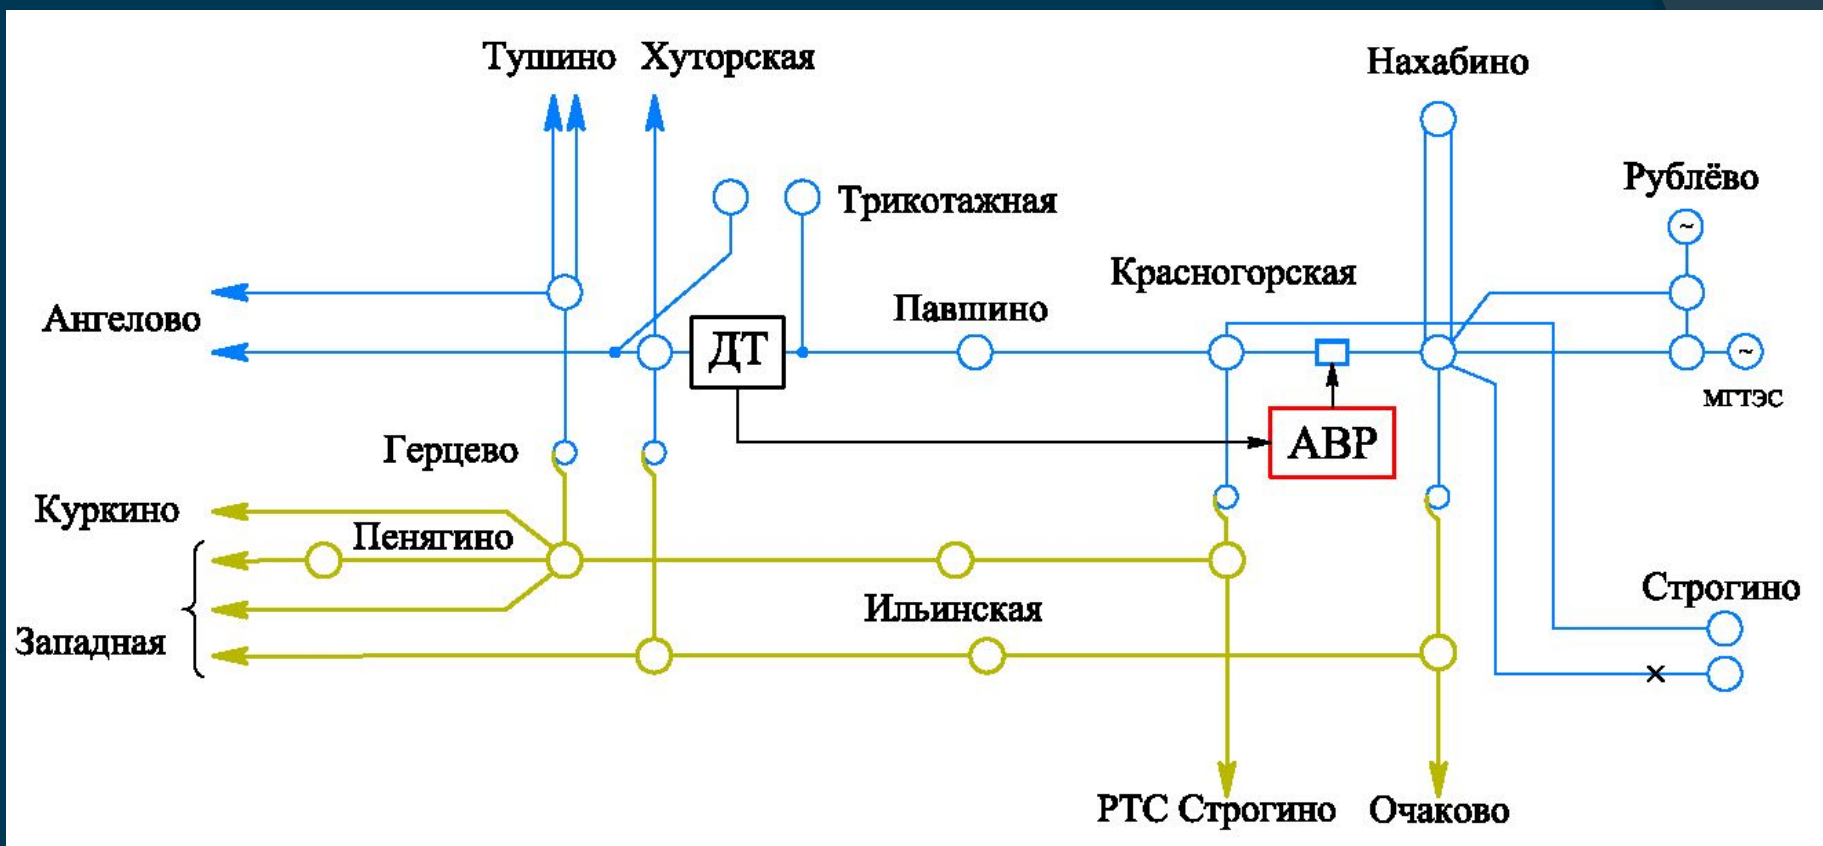 Тушино
Хуторская
Нахабино
Рублёво
~
Трикотажная
Красногорская
Павшино
Ангелово
ДТ
~
мгтэс
Герцево
АВР
Куркино
Пенягино
Строгино
Ильинская
Западная
РТС Строгино
Очаково